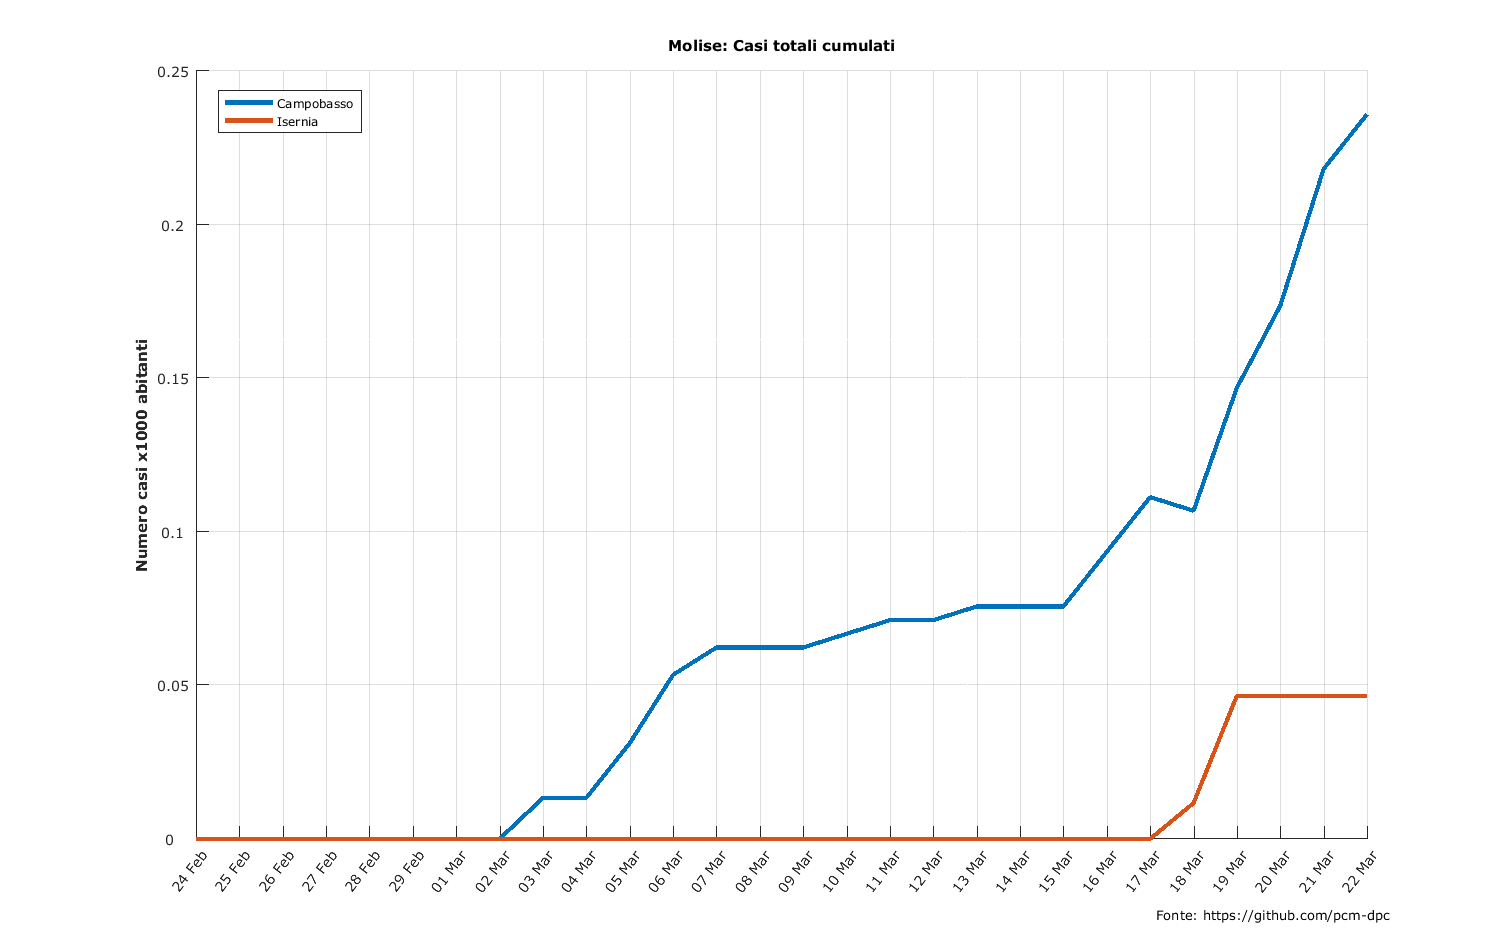 Molise: Casi totali cumulati
Campobasso
Isernia
Numero casi x1000 abitanti
0.25
0.2
0.15
0.1
0.05
0
24 Feb
25 Feb
26 Feb
27 Feb
28 Feb
29 Feb
01 Mar
02 Mar
03 Mar
04 Mar
05 Mar
06 Mar
07 Mar
08 Mar
09 Mar
10 Mar
11 Mar
12 Mar
13 Mar
14 Mar
15 Mar
16 Mar
17 Mar
18 Mar
19 Mar
20 Mar
21 Mar
22 Mar
Fonte: https://github.com/pcm-dpc